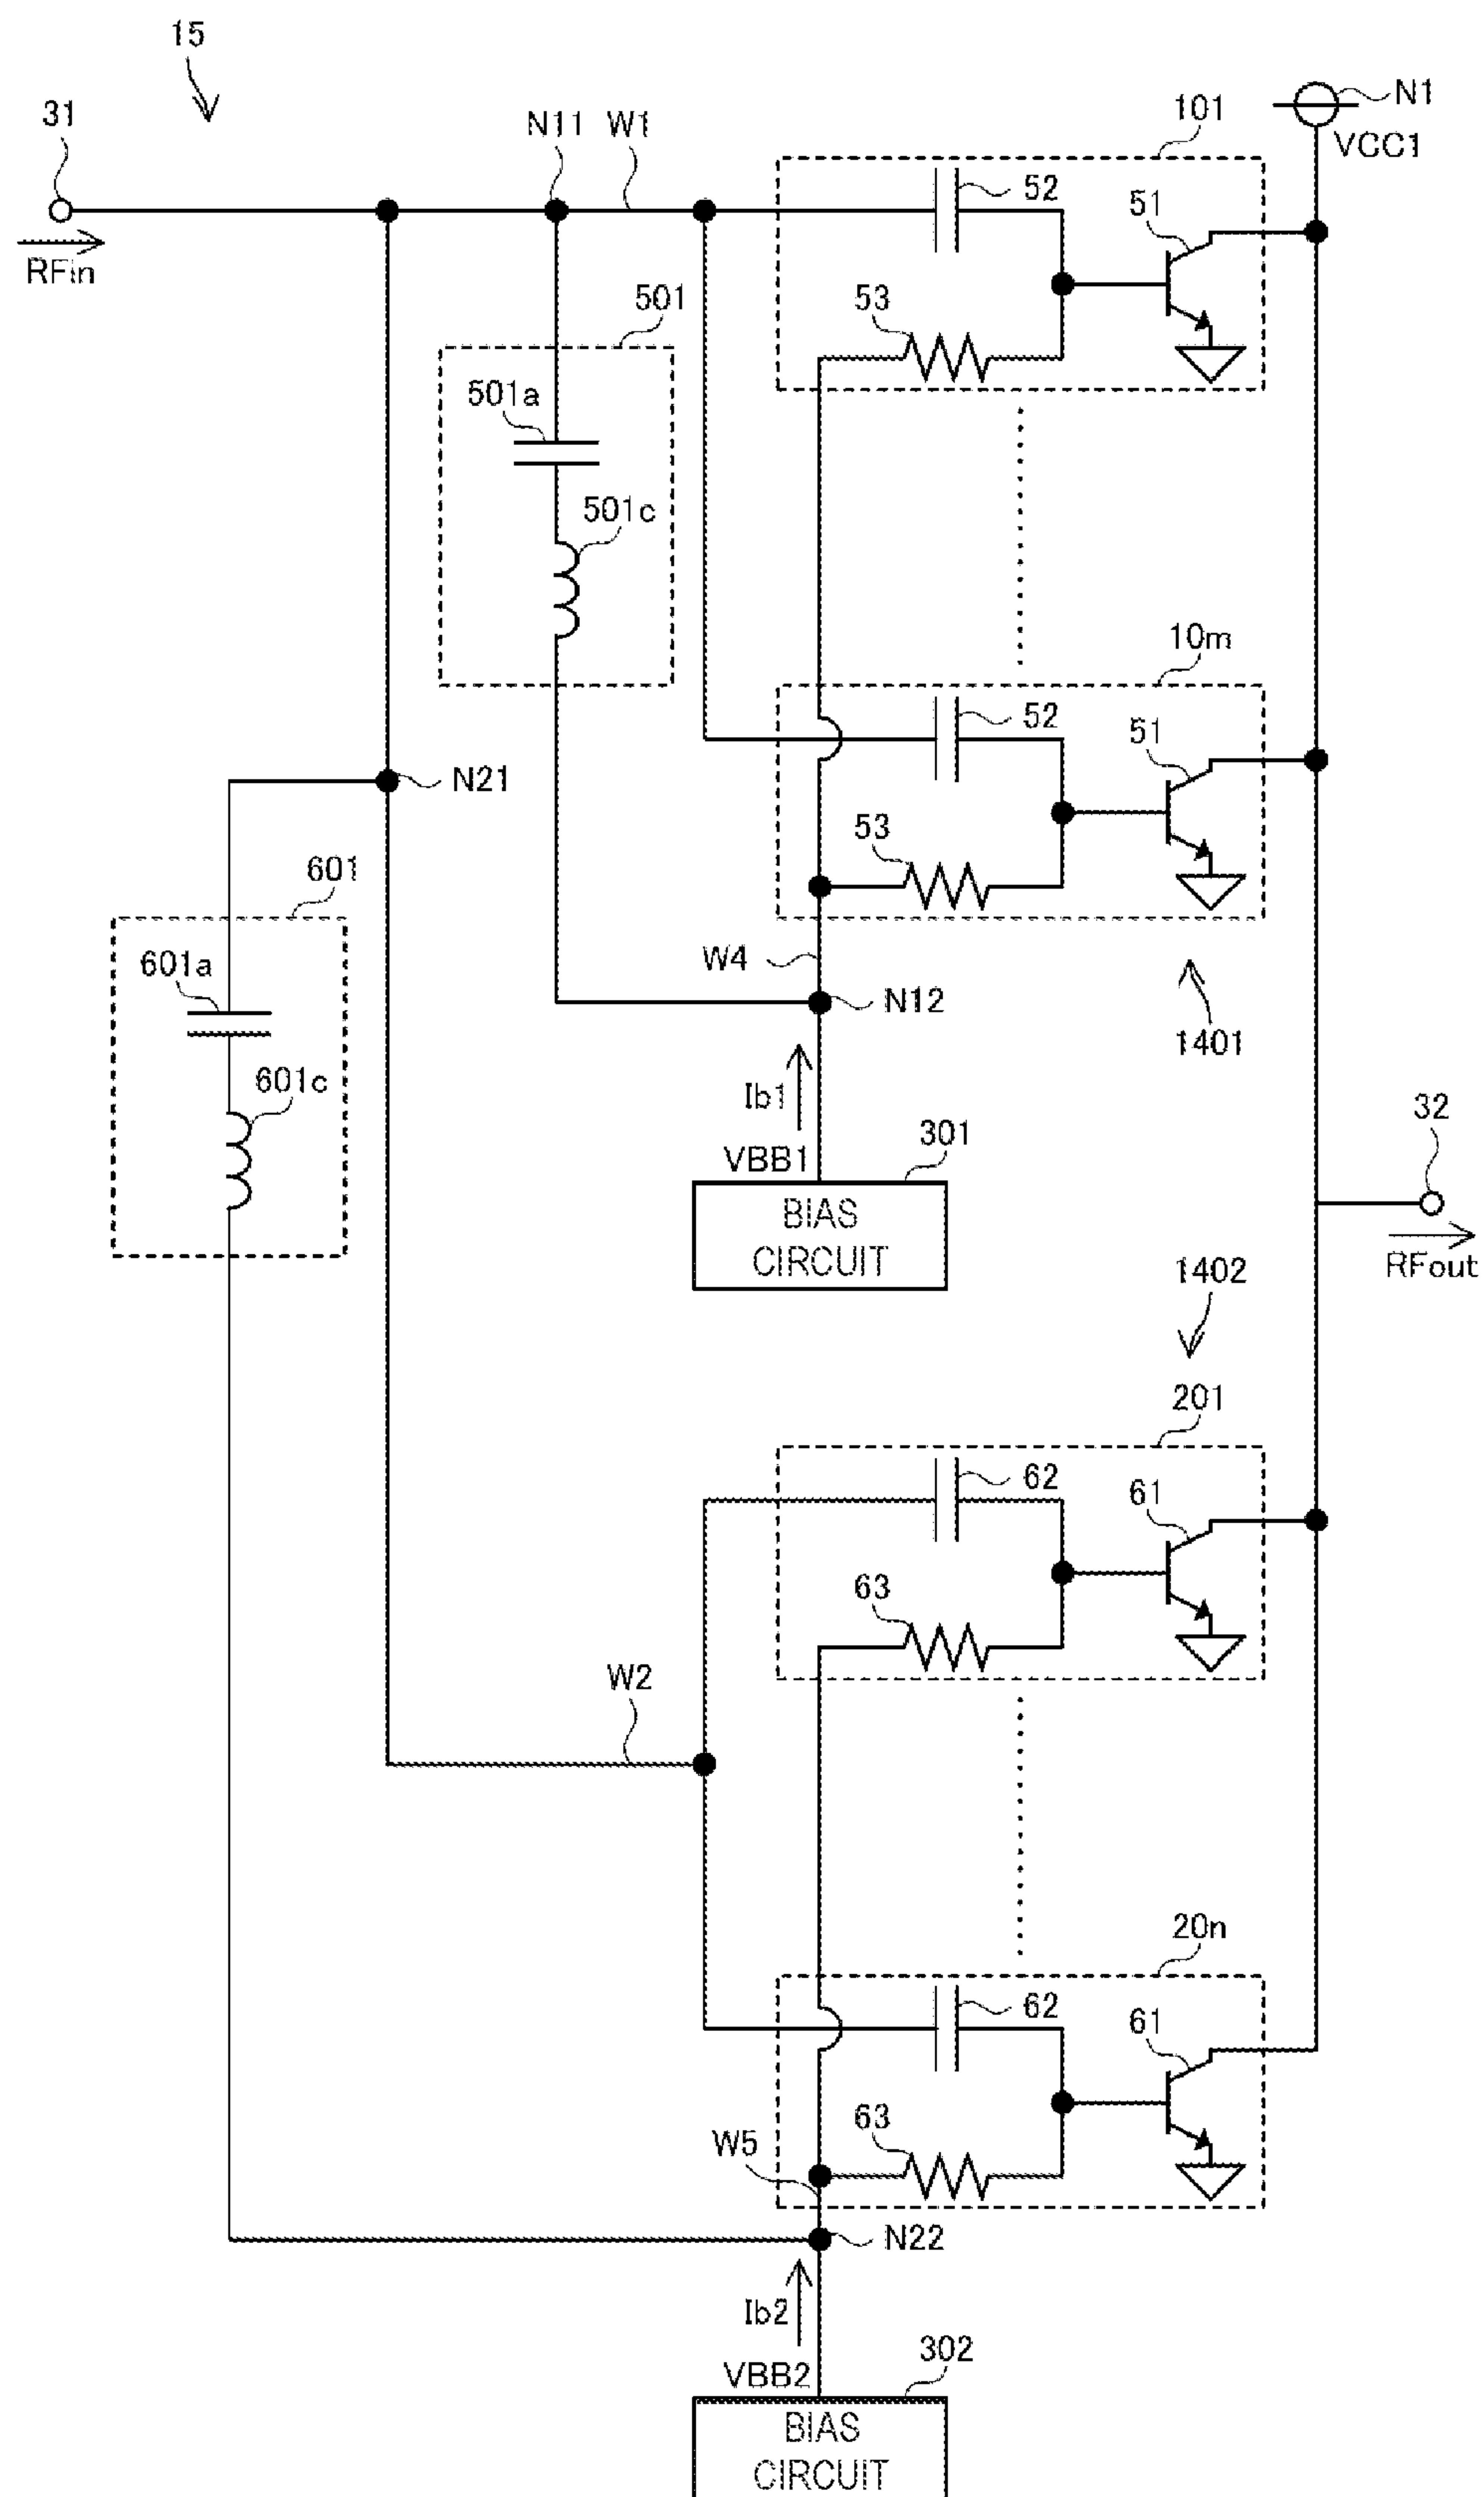 15
31
N11 W1
101
N1
VCC1
52
51
RFin
53
501
501a
501c
10m
52
51
N21
53
601
601a
W4
N12
1401
601c
Ib1
32
VBB1
301
BIAS
CIRCUIT
RFout
1402
201
62
61
63
W2
20n
62
61
63
W5
N22
Ib2
VBB2
302
BIAS
CIRCUIT